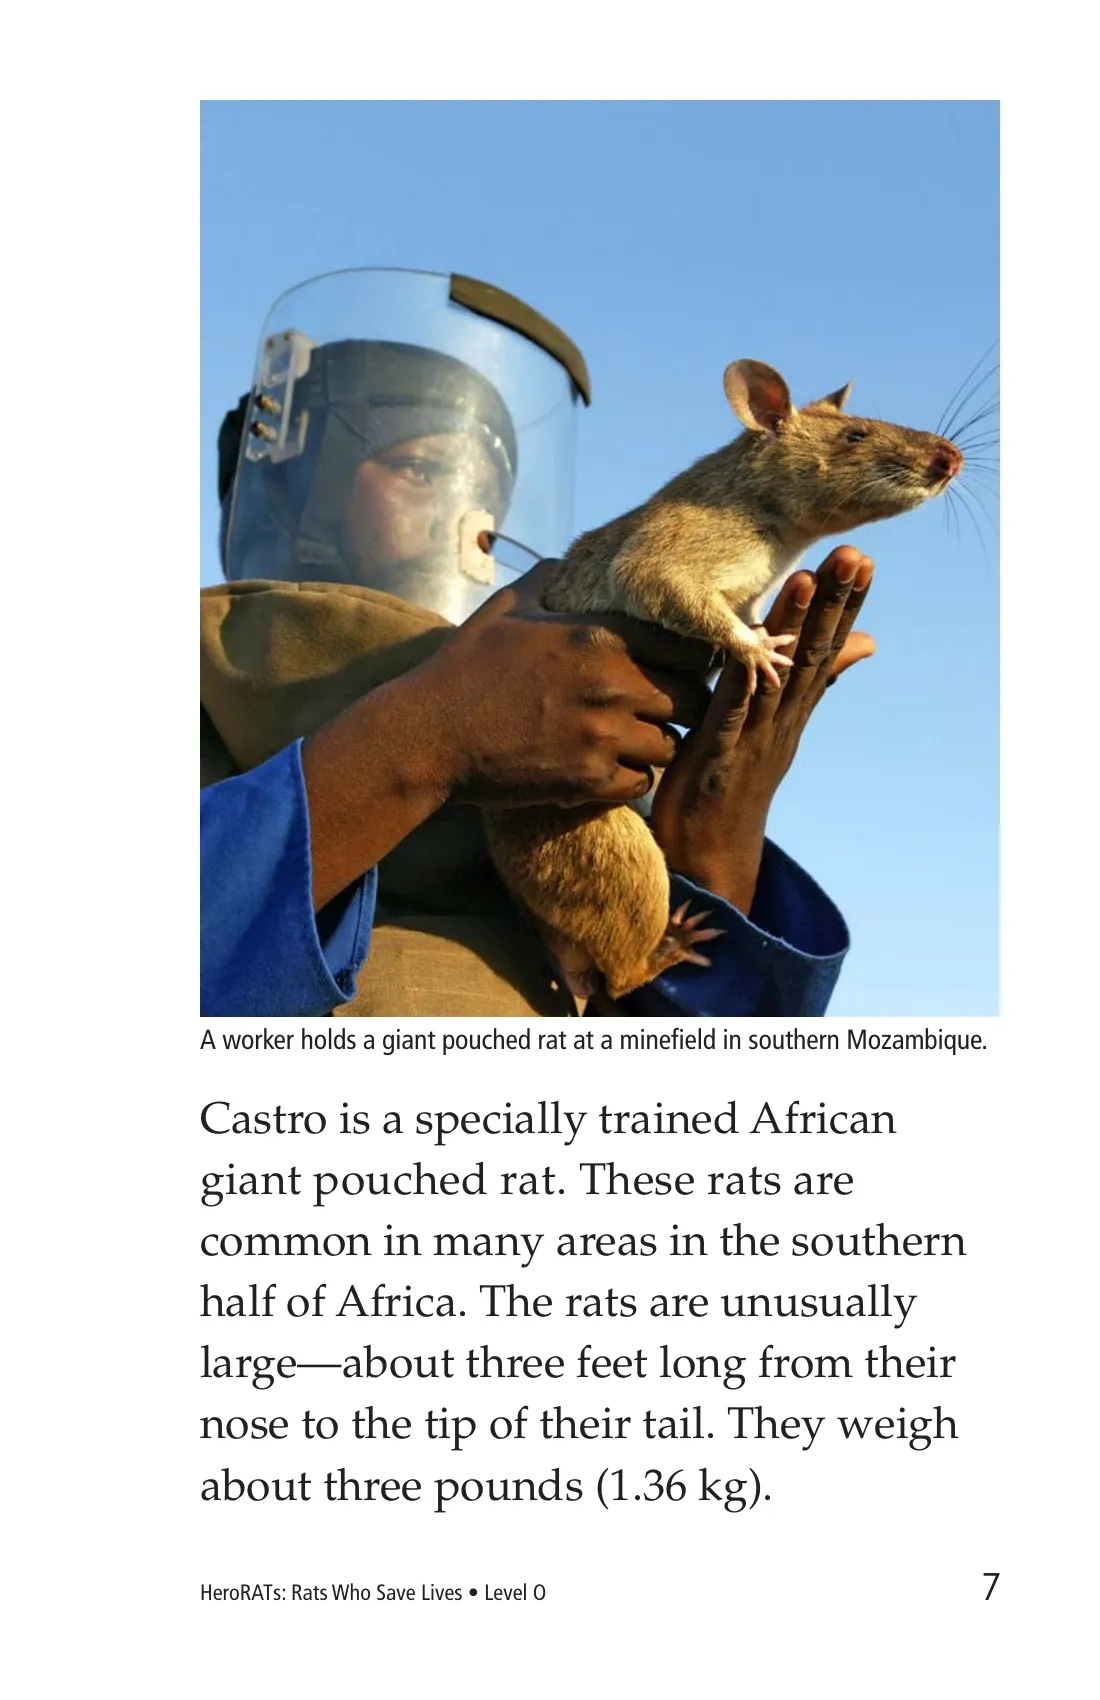 A worker holds a giant pouched rat at a minefield in southern Mozambique.
Castro is a specially trained African
giant pouched rat. These rats are
common in many areas in the southern
half of Africa. The rats are unusually
large—about three feet long from their
nose to the tip of their tail. They weigh
about three pounds (1.36 kg).
HeroRATs: Rats Who Save Lives • Level O
7